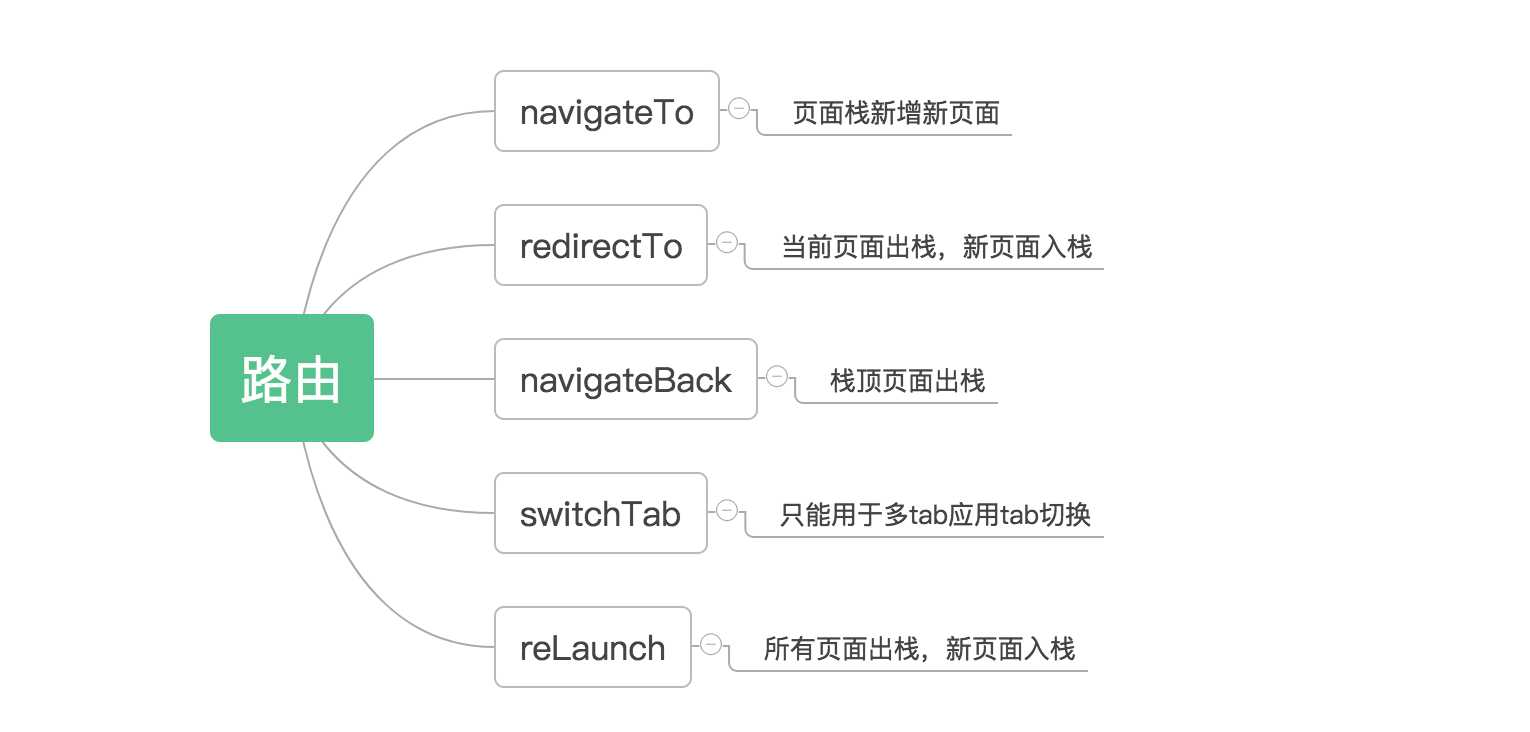 navigateTo
页面栈新增新页面
redirectTo
当前页面出栈，新页面入栈
路由
navigateBack
栈顶页面出栈
switchTab
只能用于多tab应用tab切换
reLaunch
所有页面出栈，新页面入栈